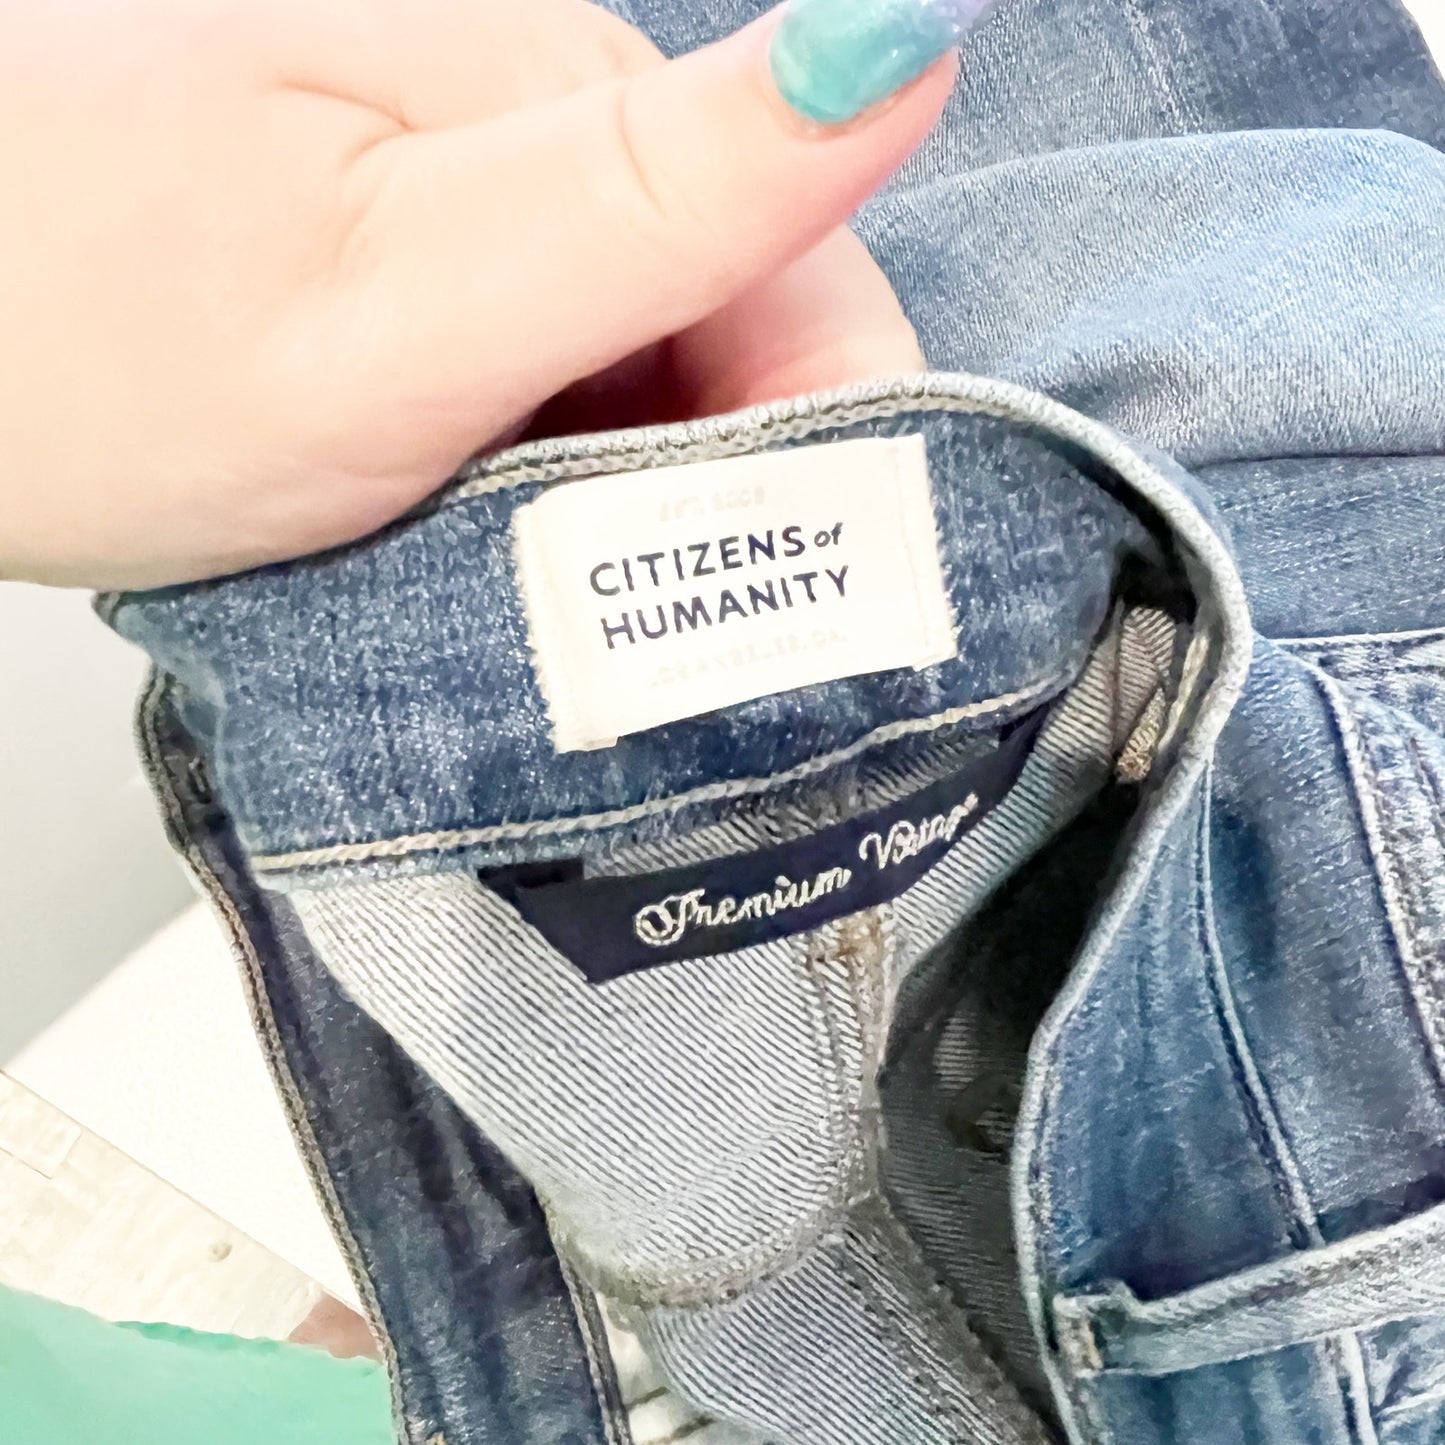 CITIZENS of
HUMANITY
Premium Vintage